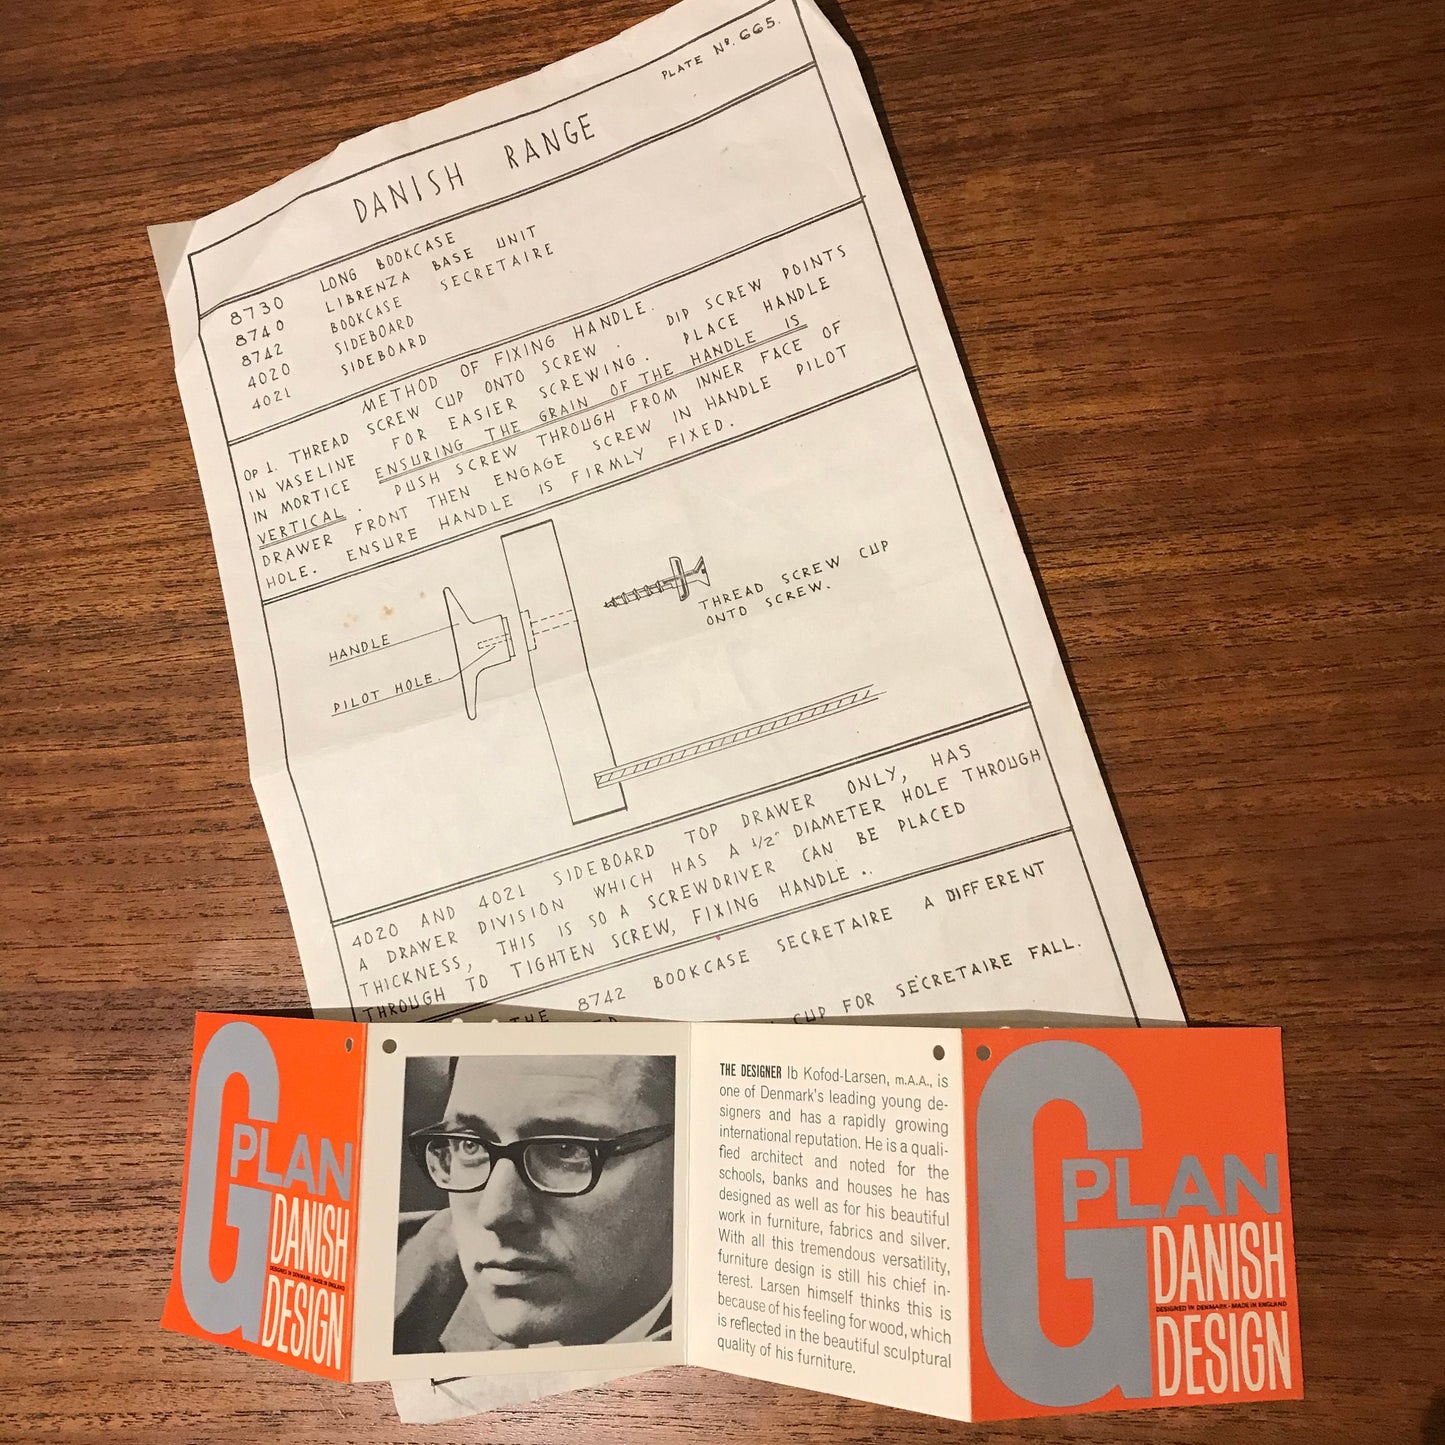 PLATE Nº. 665.
DANISH RANGE
8730 LONG BOOKCASE
8740 LIBRENZA BASE UNIT
8742 BOOKCASE SECRETAIRE
4020 SIDEBOARD
4021 SIDEBOARD
METHOD OF FIXING HANDLE.
OP 1. THREAD SCREW CUP ONTO SCREW. DIP SCREW POINTS
IN VASELINE FOR EASIER SCREWING. PLACE HANDLE
IN MORTICE ENSURING THE GRAIN OF THE HANDLE IS
VERTICAL. PUSH SCREW THROUGH FROM INNER FACE OF
DRAWER FRONT THEN ENGAGE SCREW IN HANDLE PILOT
HOLE. ENSURE HANDLE IS FIRMLY FIXED.
HANDLE
PILOT HOLE.
THREAD SCREW CUP
ONTO SCREW.
4020 AND 4021 SIDEBOARD TOP DRAWER ONLY, HAS
A DRAWER DIVISION WHICH HAS A 1/2" DIAMETER HOLE THROUGH
THICKNESS, THIS IS SO A SCREWDRIVER CAN BE PLACED
THROUGH TO TIGHTEN SCREW, FIXING HANDLE..
THE 8742 BOOKCASE SECRETAIRE A DIFFERENT
CUP FOR SECRETAIRE FALL.
G PLAN
DANISH
DESIGNED IN DENMARK - MADE IN ENGLAND
DESIGN
THE DESIGNER Ib Kofod-Larsen, M.A.A., is
one of Denmark's leading young de-
signers and has a rapidly growing
international reputation. He is a quali-
fied architect and noted for the
schools, banks and houses he has
designed as well as for his beautiful
work in furniture, fabrics and silver.
With all this tremendous versatility,
furniture design is still his chief in-
terest. Larsen himself thinks this is
because of his feeling for wood, which
is reflected in the beautiful sculptural
quality of his furniture.
G PLAN
DANISH
DESIGNED IN DENMARK - MADE IN ENGLAND
DESIGN